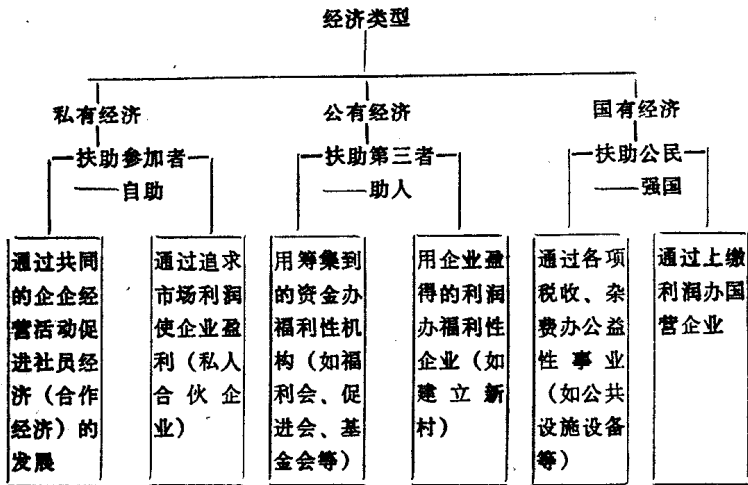 经济类型
私有经济
公有经济
国有经济
扶助参加者
——自助
扶助第三者
——助人
扶助公民
——强国
通过共同
的企企经
营活动促
进社员经
济（合作
经济）的
发展
通过追求
市场利润
使企业盈
利（私人
合伙企
业）
用筹集到
的资金办
福利性机
构（如福
利会、促
进会、基
金会等）
用企业盈
得的利润
办福利性
企业（如
建立新
村）
通过各项
税收、杂
费办公益
性事业
（如公共
设施设备
等）
通过上缴
利润办国
营企业